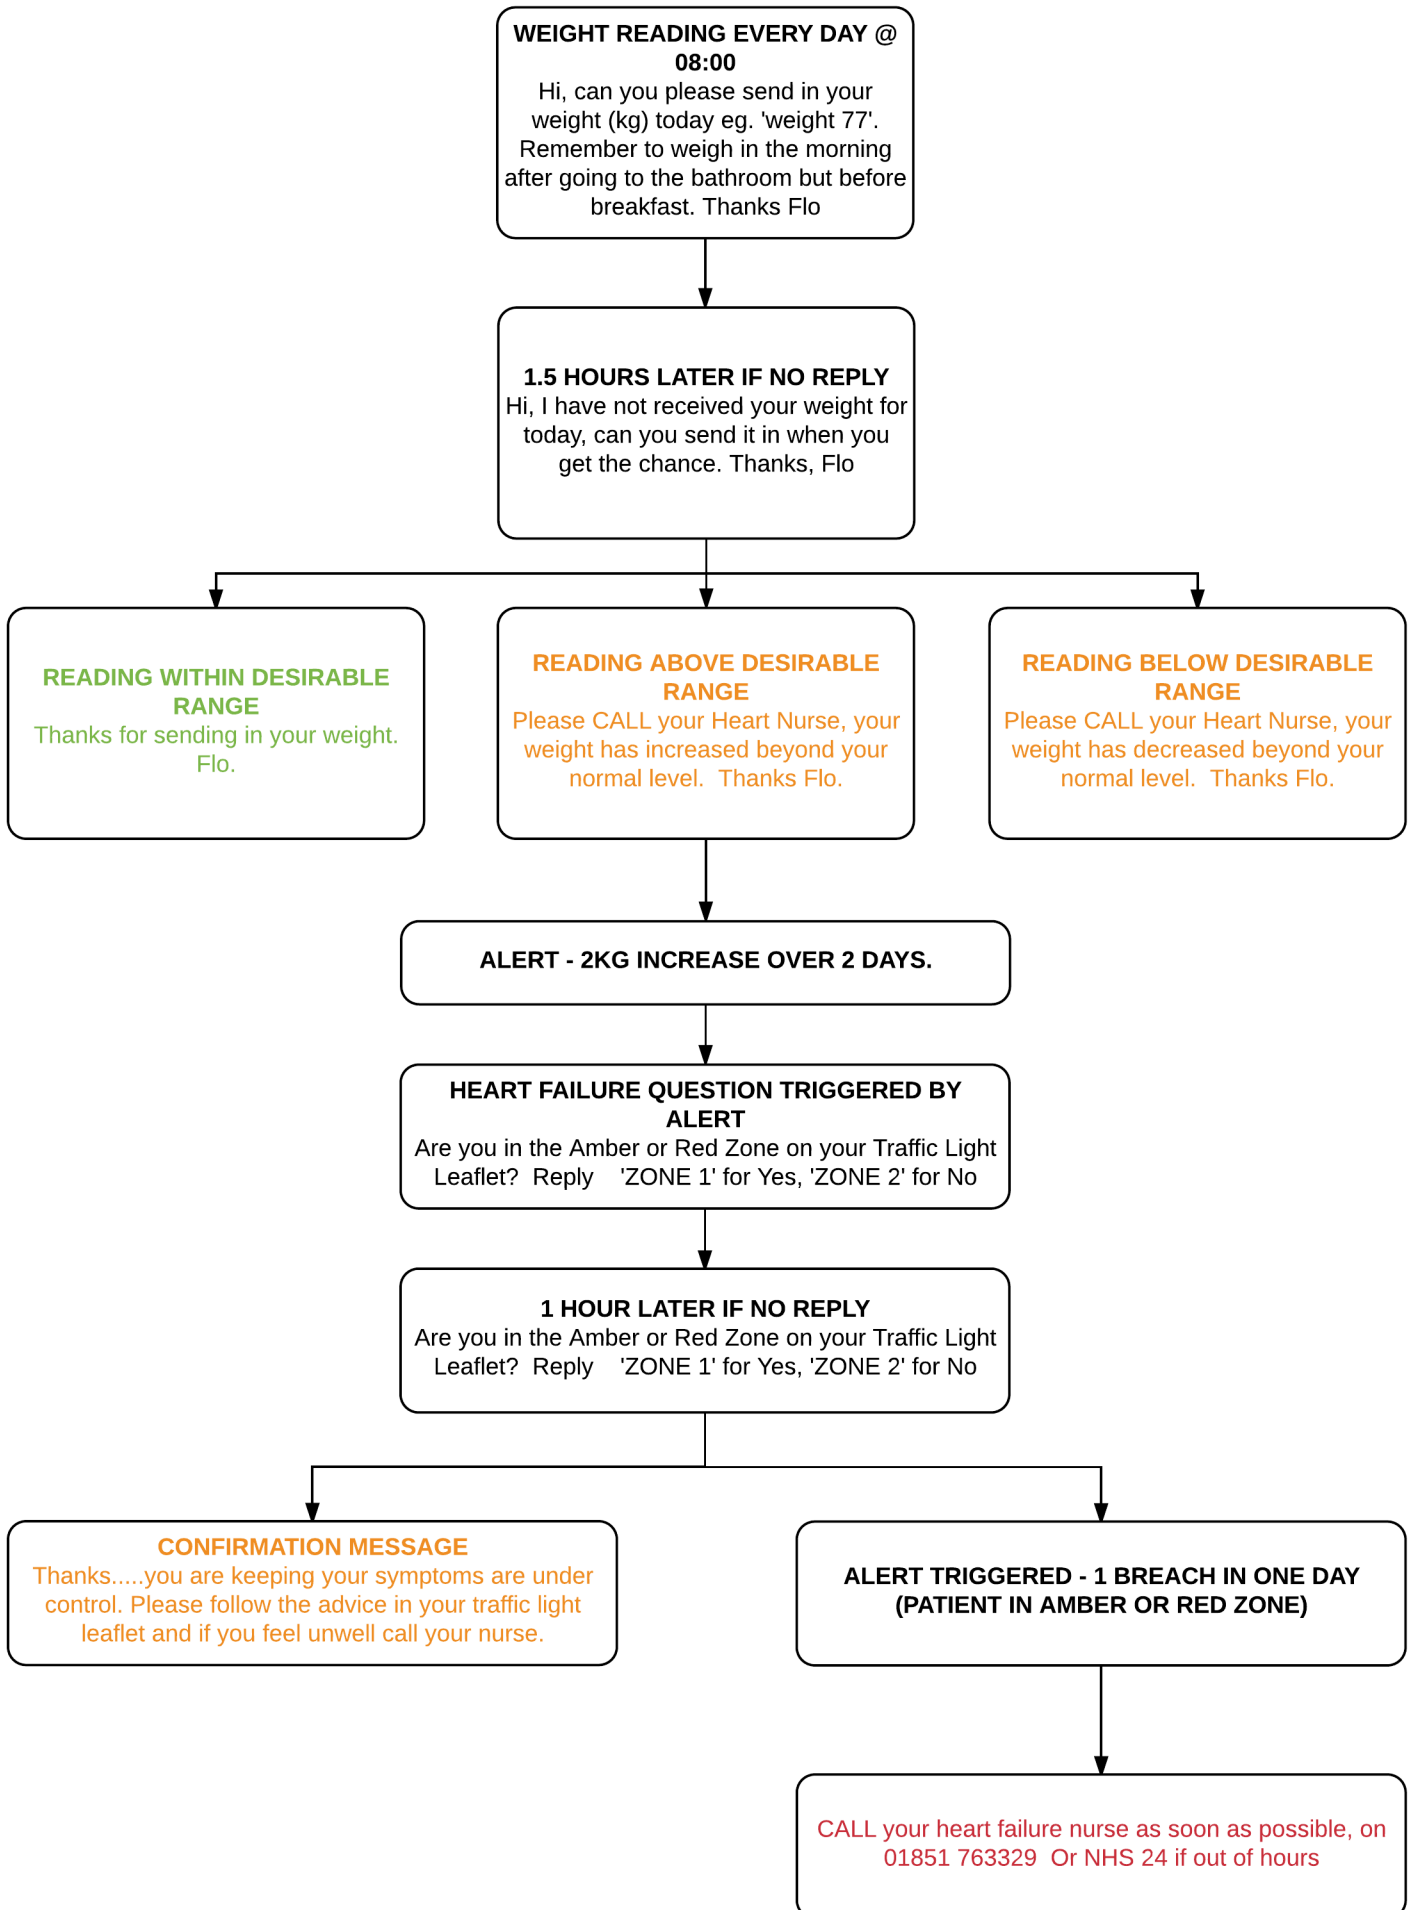 WEIGHT READING EVERY DAY @
08:00
Hi, can you please send in your
weight (kg) today eg. 'weight 77'.
Remember to weigh in the morning
after going to the bathroom but before
breakfast. Thanks Flo
1.5 HOURS LATER IF NO REPLY
Hi, I have not received your weight for
today, can you send it in when you
get the chance. Thanks, Flo
READING WITHIN DESIRABLE
RANGE
Thanks for sending in your weight.
Flo.
READING ABOVE DESIRABLE
RANGE
Please CALL your Heart Nurse, your
weight has increased beyond your
normal level.  Thanks Flo.
READING BELOW DESIRABLE
RANGE
Please CALL your Heart Nurse, your
weight has decreased beyond your
normal level.  Thanks Flo.
ALERT - 2KG INCREASE OVER 2 DAYS.
HEART FAILURE QUESTION TRIGGERED BY
ALERT
Are you in the Amber or Red Zone on your Traffic Light
Leaflet?  Reply    'ZONE 1' for Yes, 'ZONE 2' for No
1 HOUR LATER IF NO REPLY
Are you in the Amber or Red Zone on your Traffic Light
Leaflet?  Reply    'ZONE 1' for Yes, 'ZONE 2' for No
CONFIRMATION MESSAGE
Thanks.....you are keeping your symptoms are under
control. Please follow the advice in your traffic light
leaflet and if you feel unwell call your nurse.
ALERT TRIGGERED - 1 BREACH IN ONE DAY
(PATIENT IN AMBER OR RED ZONE)
CALL your heart failure nurse as soon as possible, on
01851 763329  Or NHS 24 if out of hours